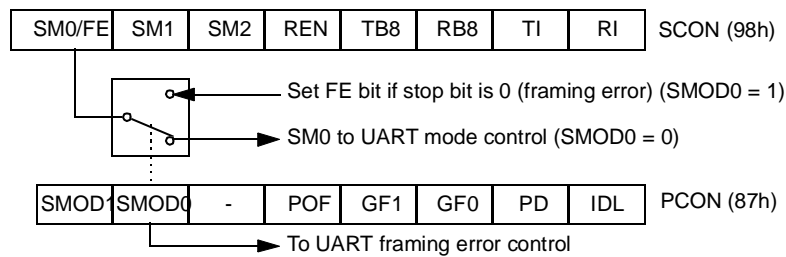 SM0/FE SM1 SM2 REN TB8 RB8 TI RI SCON (98h)
Set FE bit if stop bit is 0 (framing error) (SMOD0 = 1)
SM0 to UART mode control (SMOD0 = 0)
SMOD1 SMOD0 - POF GF1 GF0 PD IDL PCON (87h)
To UART framing error control